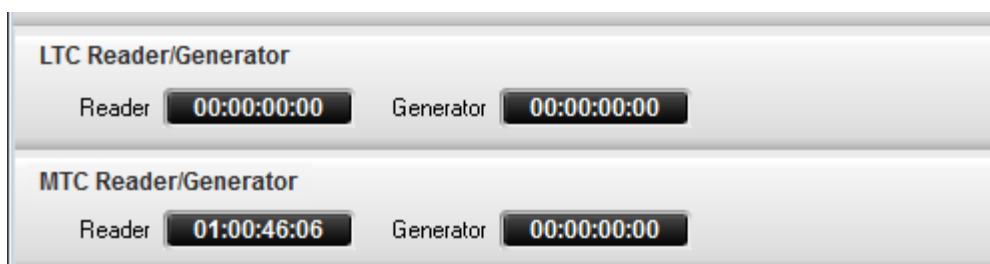 LTC Reader/Generator
Reader 00:00:00:00 Generator 00:00:00:00
MTC Reader/Generator
Reader 01:00:46:06 Generator 00:00:00:00